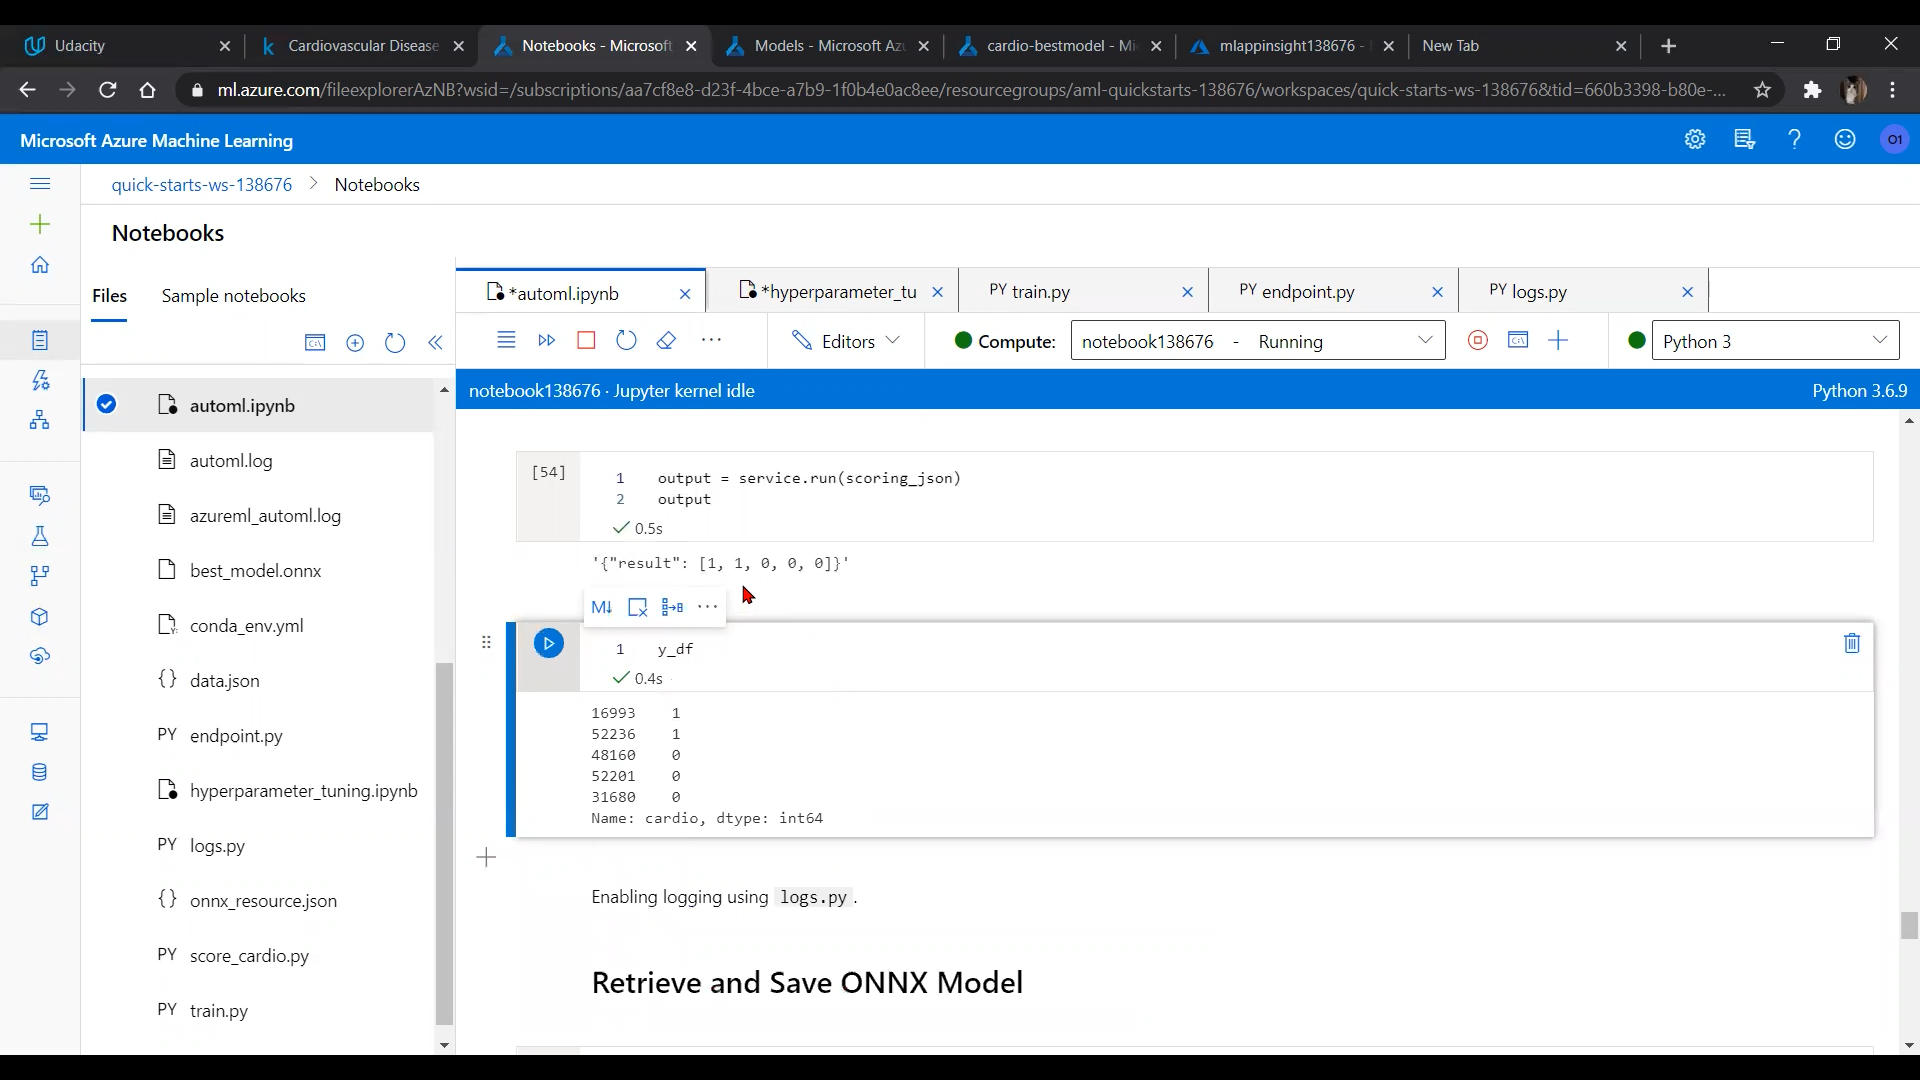 Udacity
Cardiovascular Disease
Notebooks - Microsoft
Models - Microsoft Az
cardio-bestmodel - Mi
mlappinsight138676 -
New Tab
ml.azure.com/fileexplorerAzNB?wsid=/subscriptions/aa7cf8e8-d23f-4bce-a7b9-1f0b4e0ac8ee/resourcegroups/aml-quickstarts-138676/workspaces/quick-starts-ws-138676&tid=660b3398-b80e-...
Microsoft Azure Machine Learning
O1
quick-starts-ws-138676 > Notebooks
Notebooks
Files
Sample notebooks
*automl.ipynb
*hyperparameter_tu
PY train.py
PY endpoint.py
PY logs.py
Editors
Compute:
notebook138676 - Running
Python 3
notebook138676 · Jupyter kernel idle
Python 3.6.9
automl.ipynb
automl.log
azureml_automl.log
best_model.onnx
conda_env.yml
{} data.json
PY endpoint.py
hyperparameter_tuning.ipynb
PY logs.py
{} onnx_resource.json
PY score_cardio.py
PY train.py
[54]
1 output = service.run(scoring_json)
2 output
0.5s
'{"result": [1, 1, 0, 0, 0]}'
M↓
1 y_df
0.4s
16993 1
52236 1
48160 0
52201 0
31680 0
Name: cardio, dtype: int64
Enabling logging using logs.py .
Retrieve and Save ONNX Model